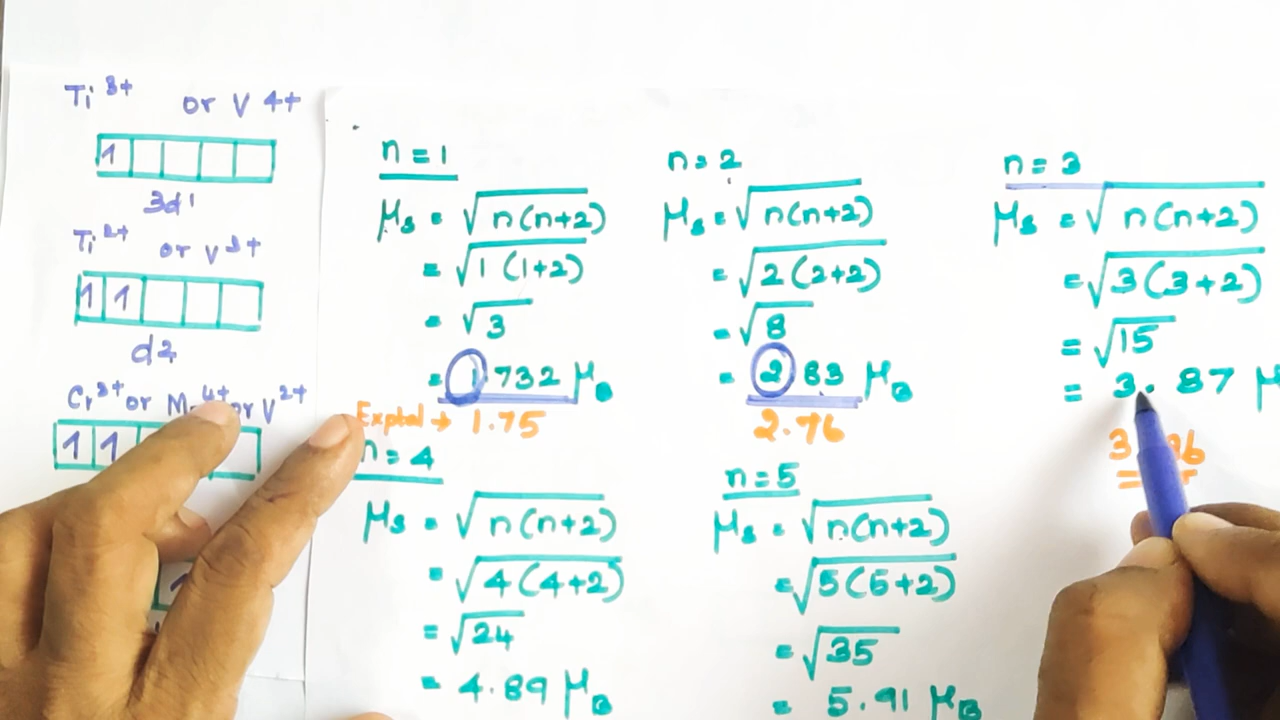 Ti 3+ or V 4+
1
3d1
Ti 2+ or V 3+
1 1
d2
Cr 3+ or 4+ or V 2+
1 1
n = 1
μs = √n(n+2)
= √1(1+2)
= √3
= 1.732 μB
Exptal → 1.75
n = 2
μs = √n(n+2)
= √2(2+2)
= √8
= 2.83 μB
2.76
n = 3
μs = √n(n+2)
= √3(3+2)
= √15
= 3.87 μ
n = 4
μs = √n(n+2)
= √4(4+2)
= √24
= 4.89 μB
n = 5
μs = √n(n+2)
= √5(5+2)
= √35
= 5.91 μB